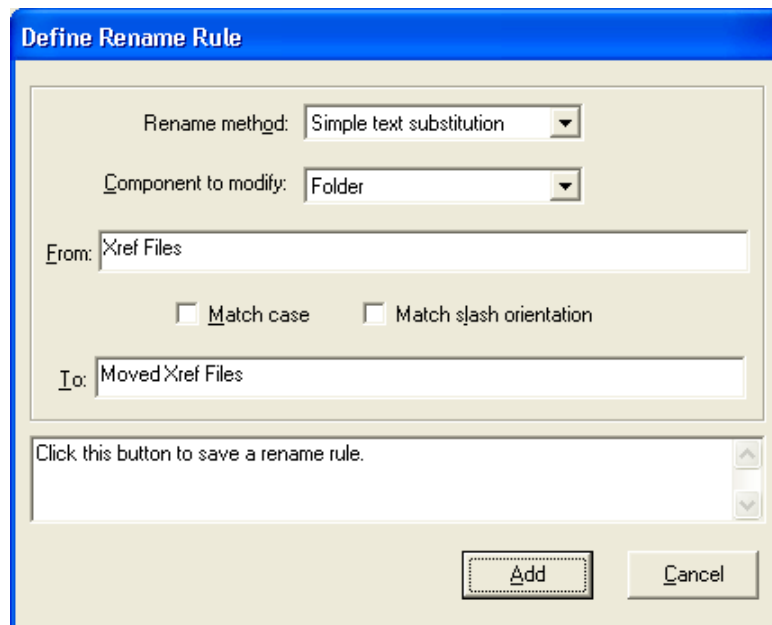 Define Rename Rule
Rename method: Simple text substitution
Component to modify: Folder
From: Xref Files
Match case Match slash orientation
To: Moved Xref Files
Click this button to save a rename rule.
Add Cancel